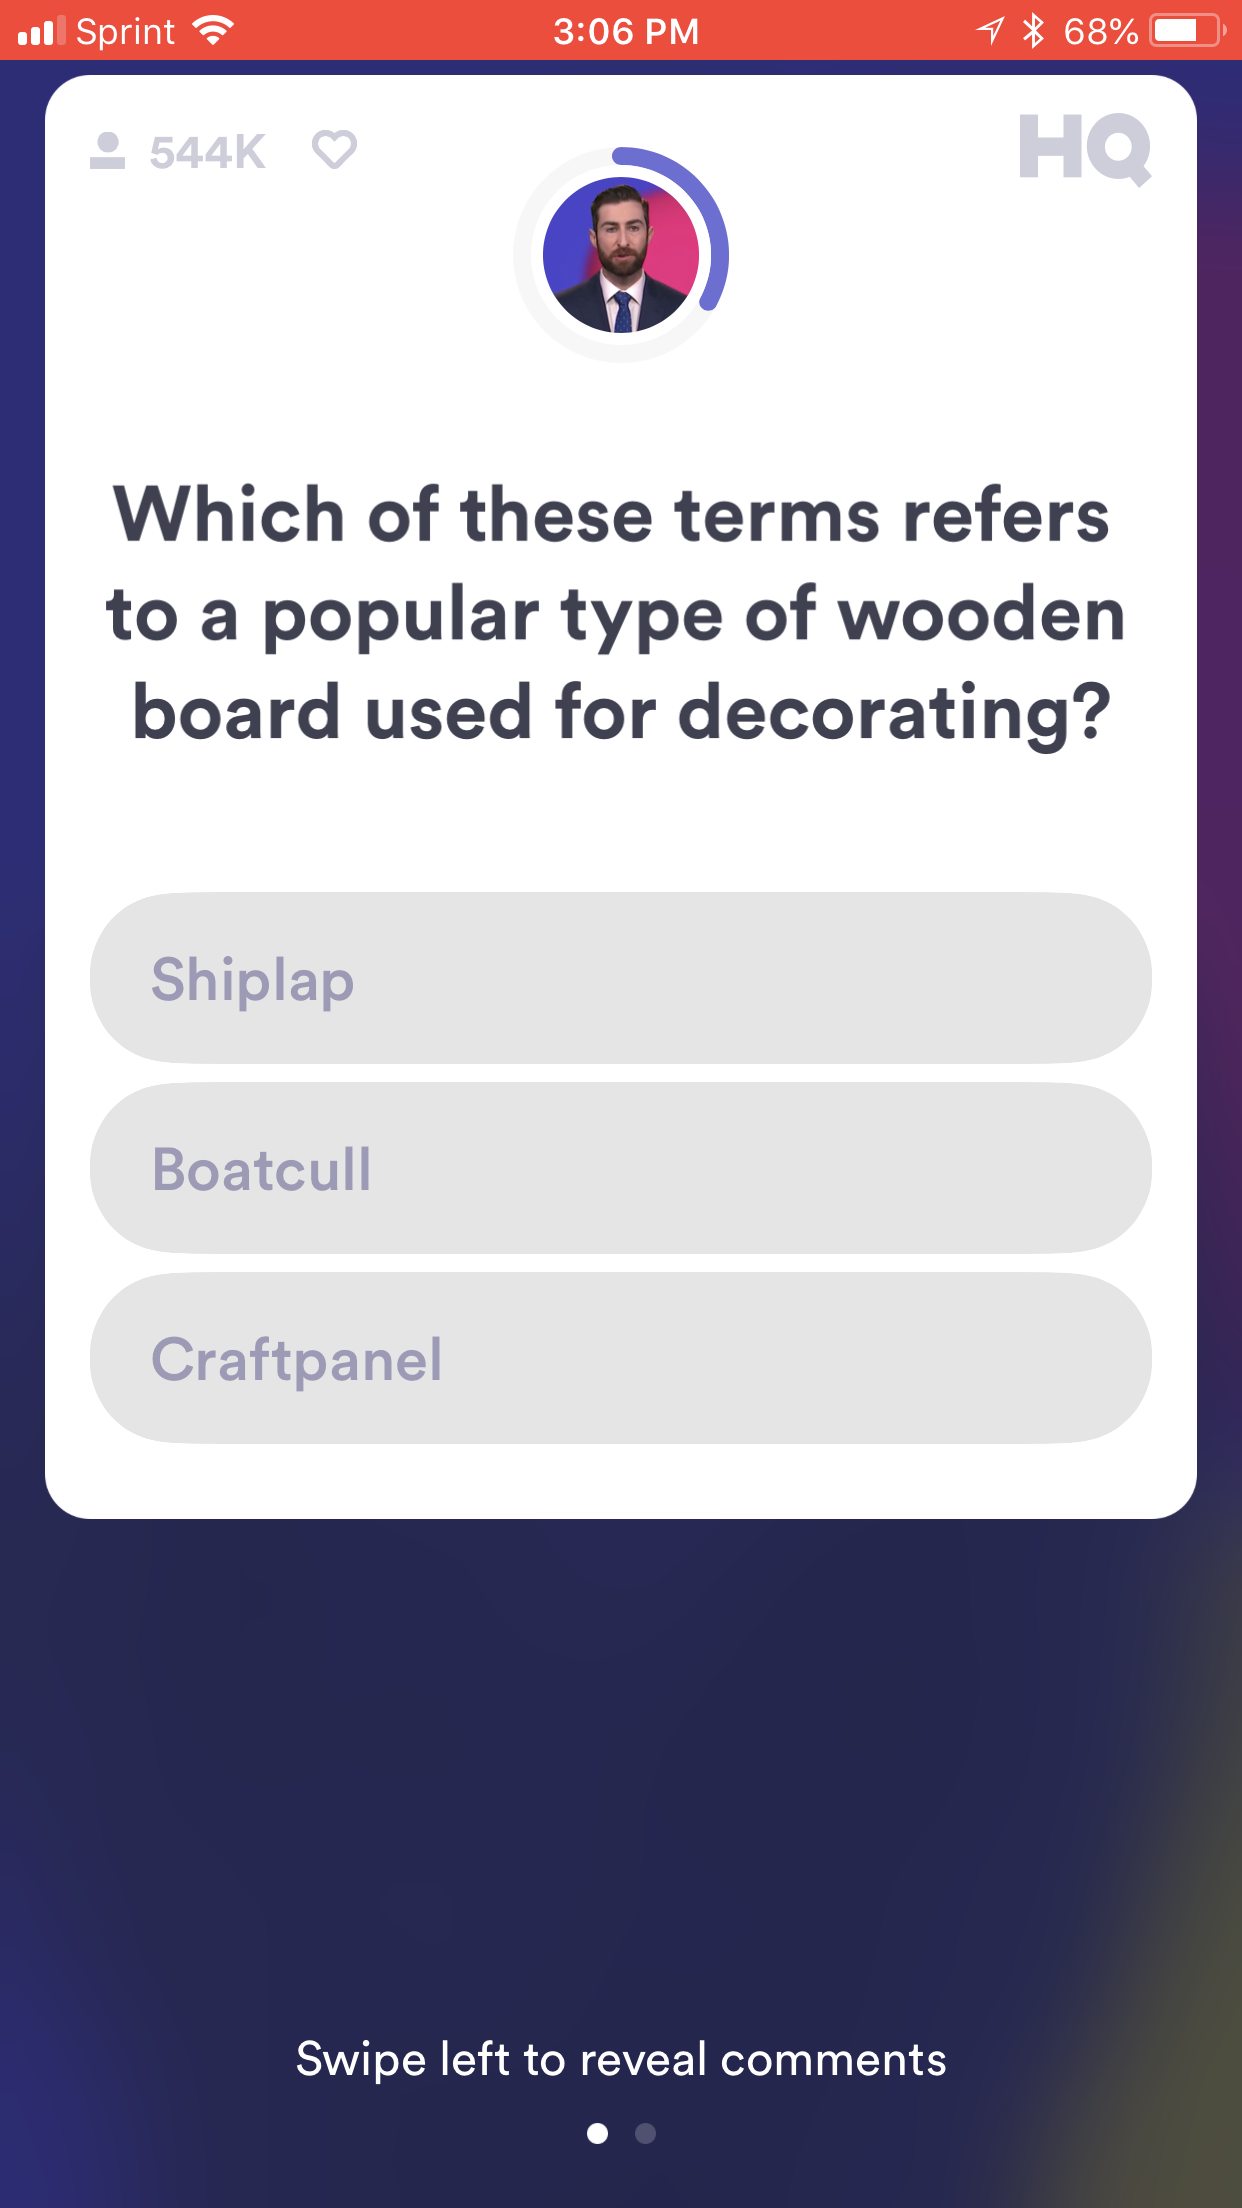 Sprint 3:06 PM 68%
544K HQ
Which of these terms refers
to a popular type of wooden
board used for decorating?
Shiplap
Boatcull
Craftpanel
Swipe left to reveal comments